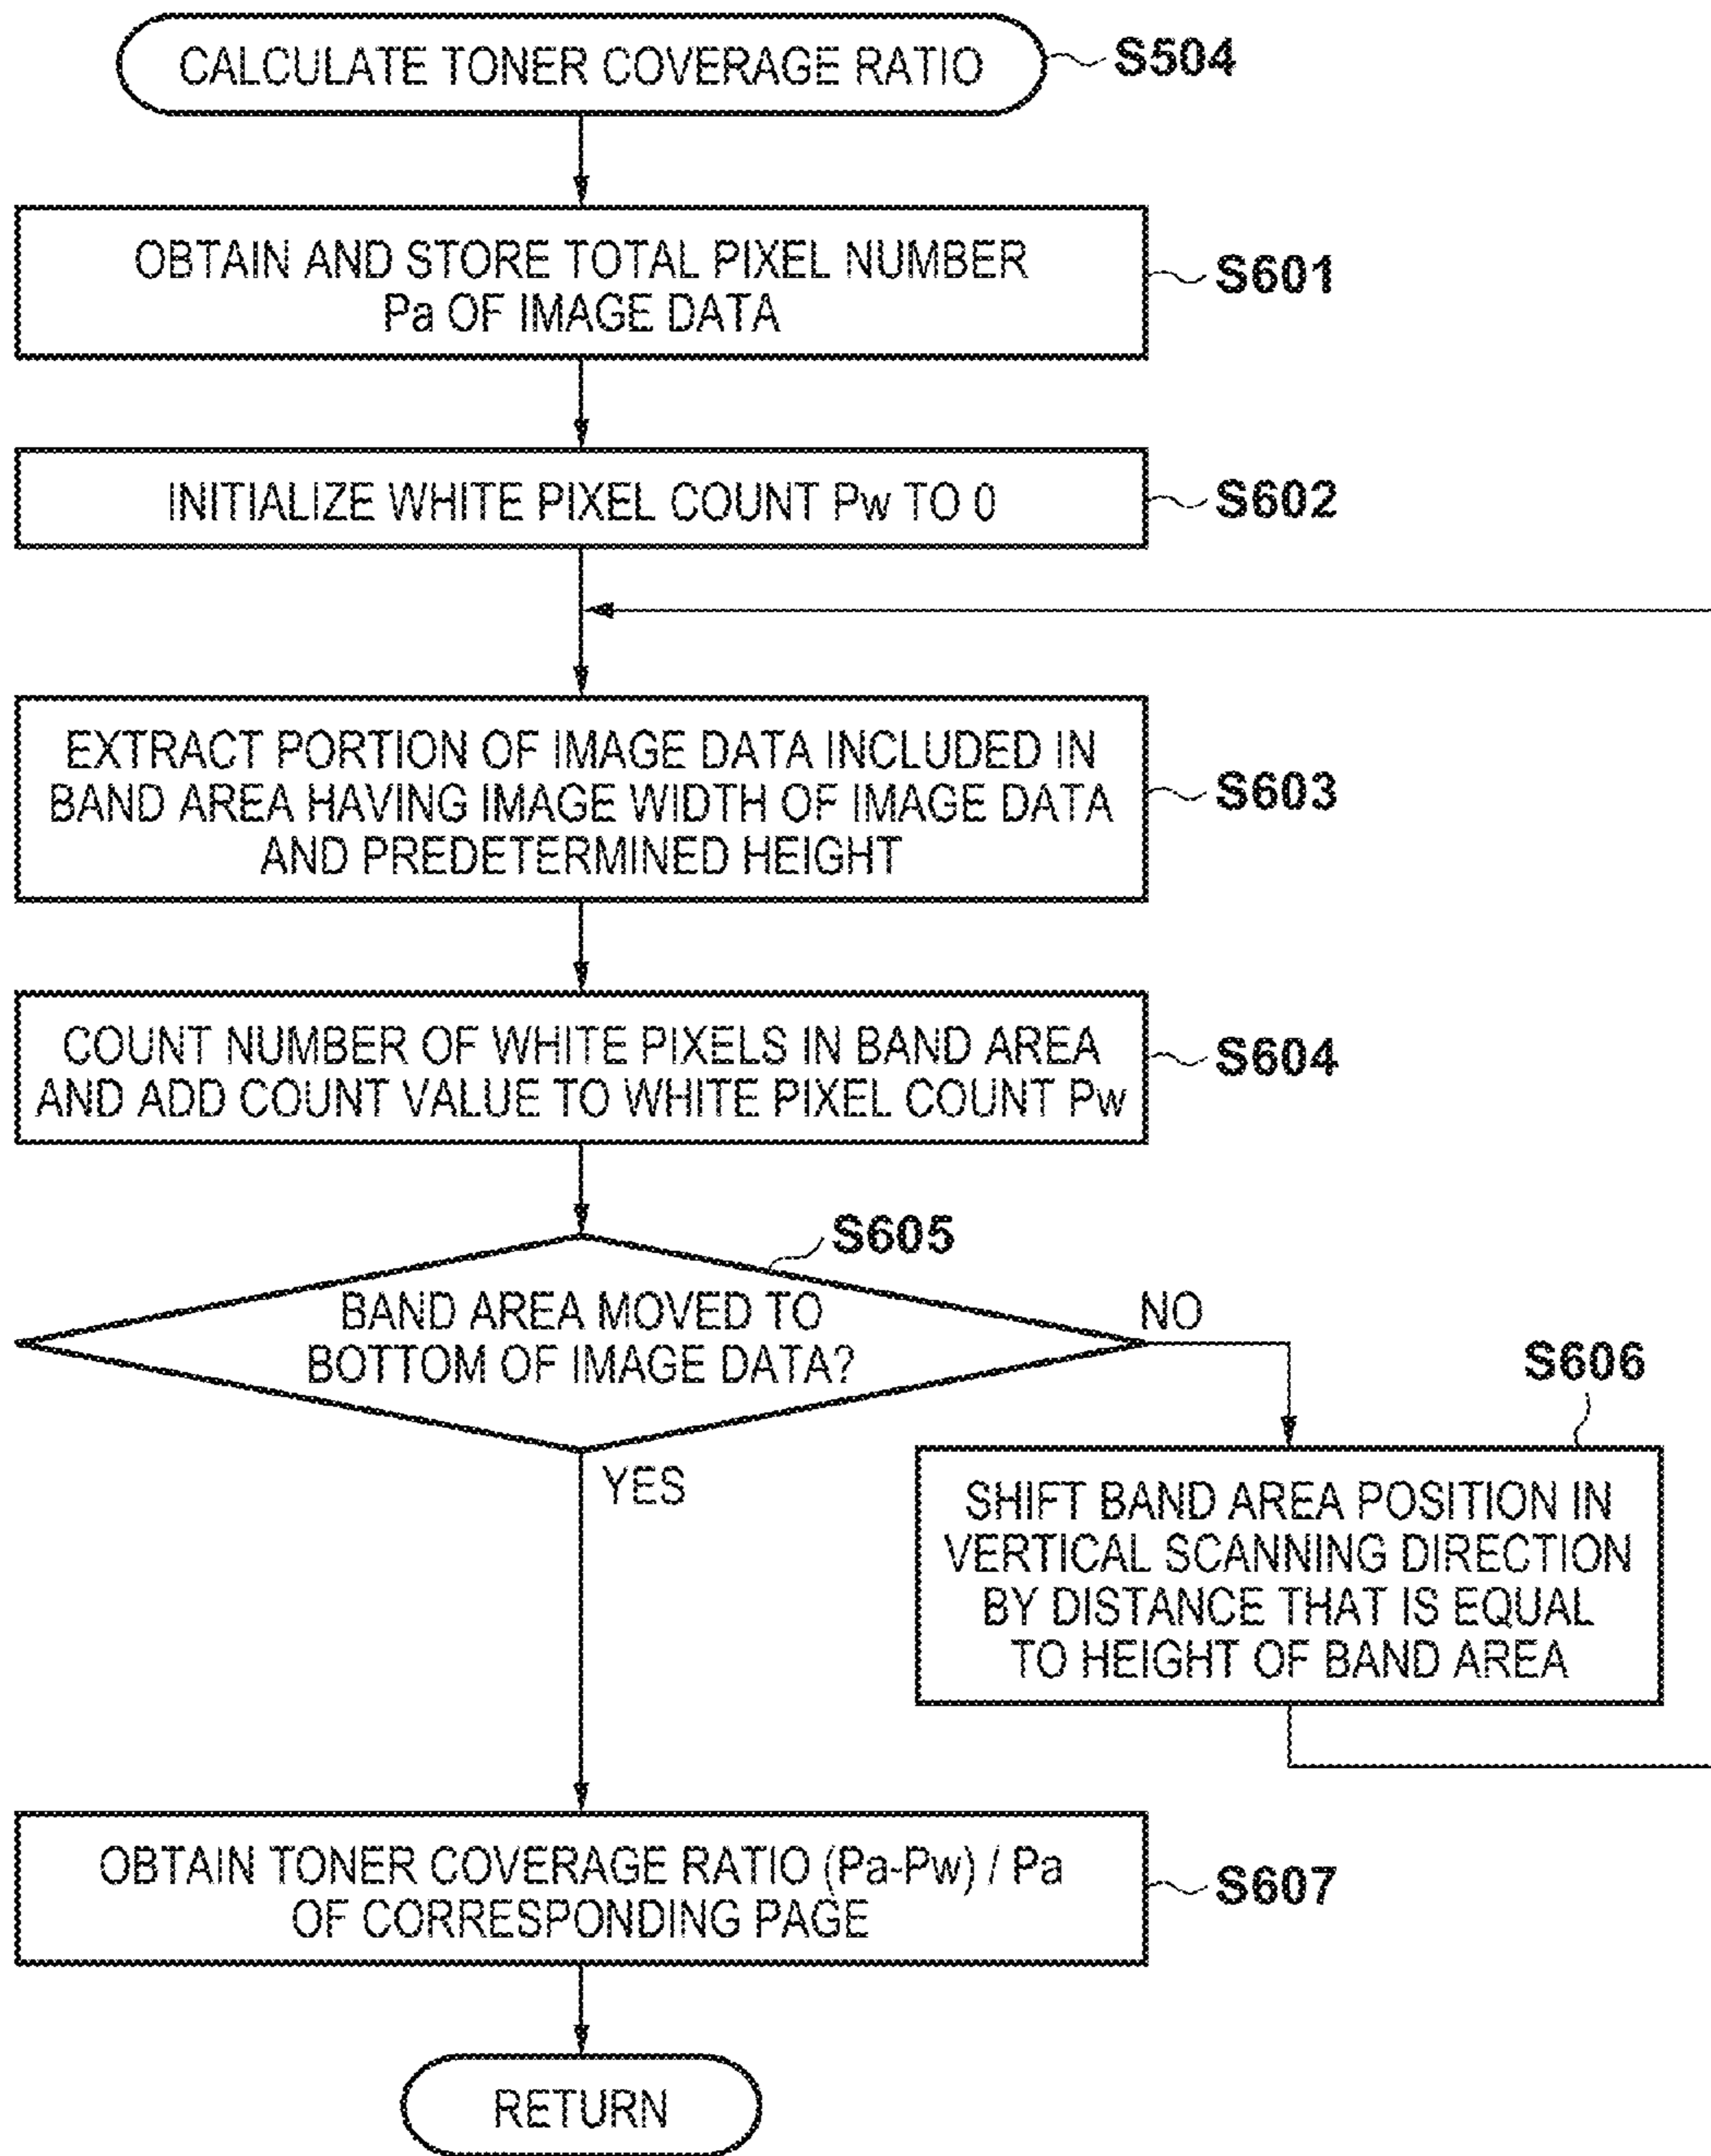 CALCULATE TONER COVERAGE RATIO
S504
OBTAIN AND STORE TOTAL PIXEL NUMBER
Pa OF IMAGE DATA
S601
INITIALIZE WHITE PIXEL COUNT Pw TO 0
S602
EXTRACT PORTION OF IMAGE DATA INCLUDED IN
BAND AREA HAVING IMAGE WIDTH OF IMAGE DATA
AND PREDETERMINED HEIGHT
S603
COUNT NUMBER OF WHITE PIXELS IN BAND AREA
AND ADD COUNT VALUE TO WHITE PIXEL COUNT Pw
S604
S605
BAND AREA MOVED TO
BOTTOM OF IMAGE DATA?
NO
YES
S606
SHIFT BAND AREA POSITION IN
VERTICAL SCANNING DIRECTION
BY DISTANCE THAT IS EQUAL
TO HEIGHT OF BAND AREA
OBTAIN TONER COVERAGE RATIO (Pa-Pw) / Pa
OF CORRESPONDING PAGE
S607
RETURN